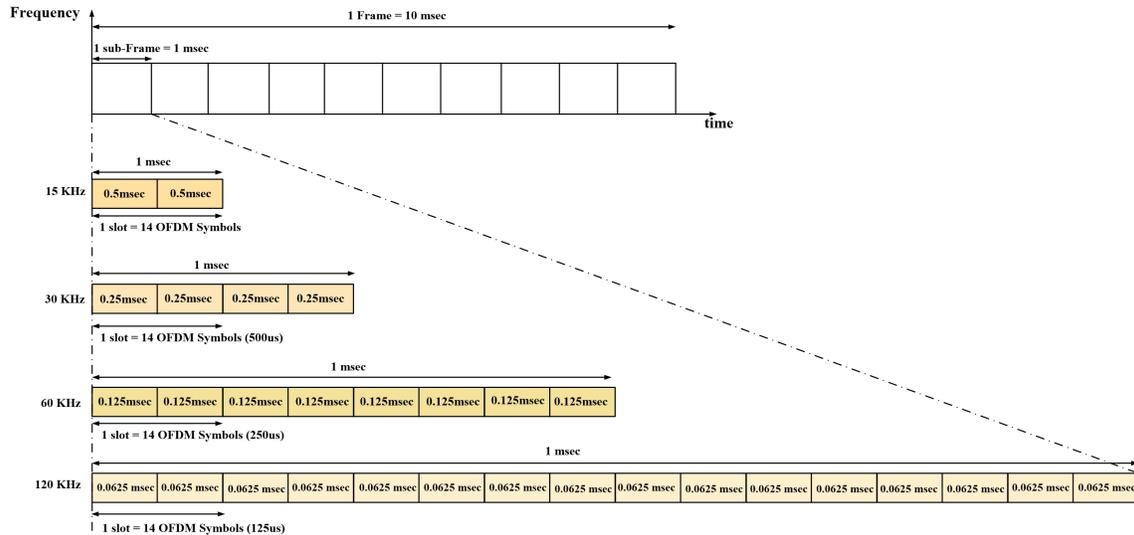 Frequency
1 Frame = 10 msec
1 sub-Frame = 1 msec
time
1 msec
15 KHz
0.5msec 0.5msec
1 slot = 14 OFDM Symbols
1 msec
30 KHz
0.25msec 0.25msec 0.25msec 0.25msec
1 slot = 14 OFDM Symbols (500us)
1 msec
60 KHz
0.125msec 0.125msec 0.125msec 0.125msec 0.125msec 0.125msec 0.125msec 0.125msec
1 slot = 14 OFDM Symbols (250us)
1 msec
120 KHz
0.0625 msec 0.0625 msec 0.0625 msec 0.0625 msec 0.0625 msec 0.0625 msec 0.0625 msec 0.0625 msec 0.0625 msec 0.0625 msec 0.0625 msec 0.0625 msec 0.0625 msec 0.0625 msec 0.0625 msec 0.0625 msec
1 slot = 14 OFDM Symbols (125us)